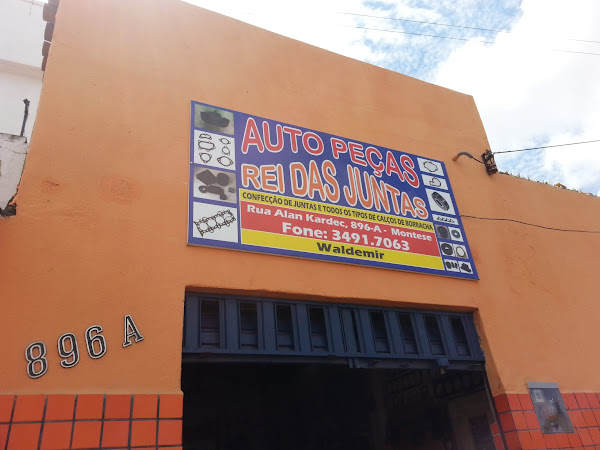 AUTO PEÇAS
REI DAS JUNTAS
CONFECÇÃO DE JUNTAS E TODOS OS TIPOS DE CALÇOS DE BORRACHA
Rua Alan Kardec, 896-A - Montese
Fone: 3491.7063
Waldemir
896 A